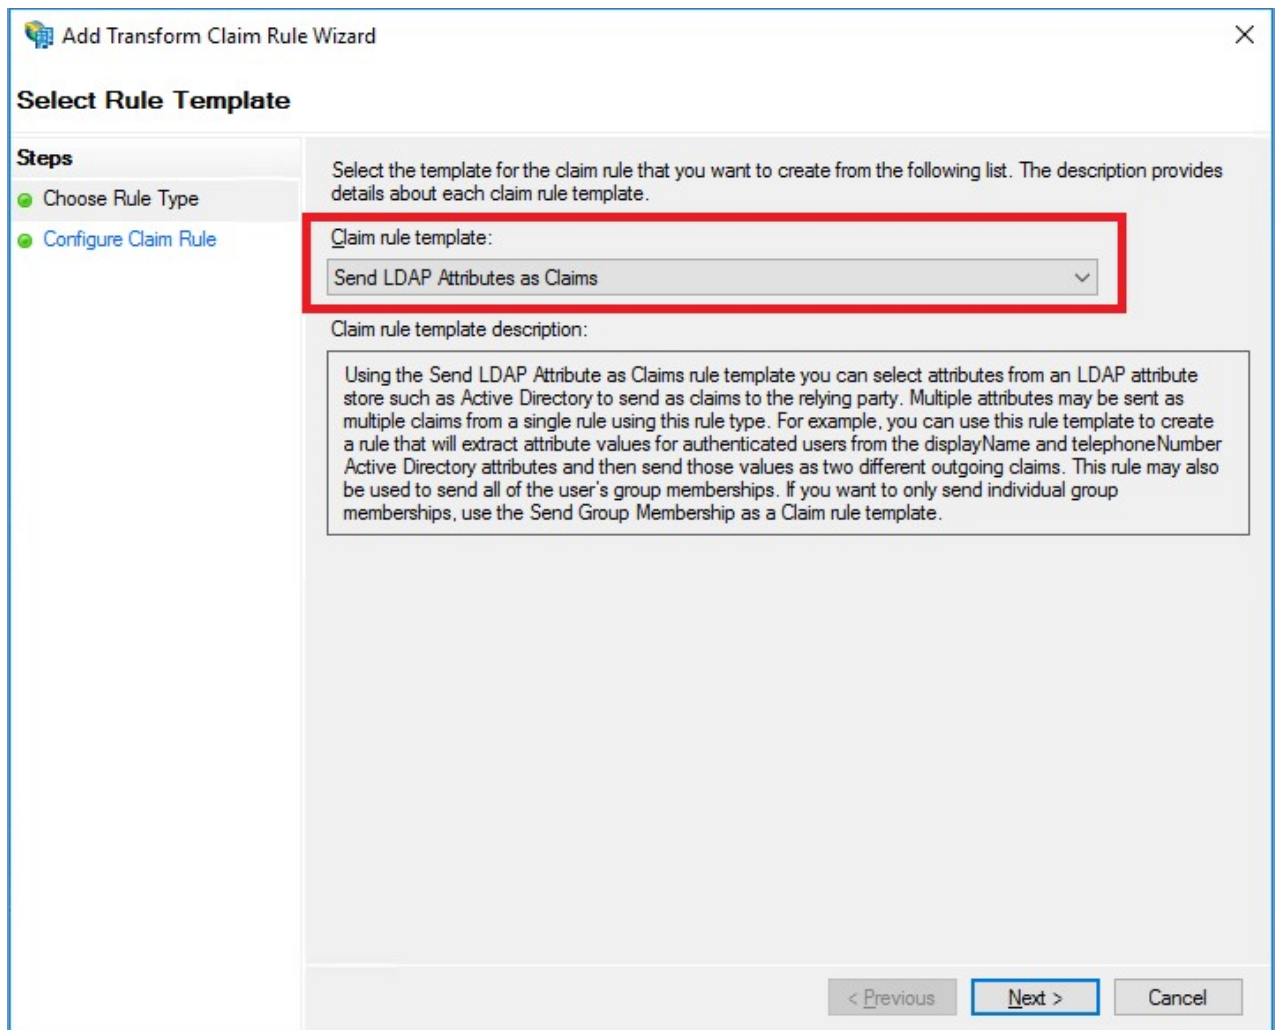 Add Transform Claim Rule Wizard
Select Rule Template
Steps
Choose Rule Type
Configure Claim Rule
Select the template for the claim rule that you want to create from the following list. The description provides
details about each claim rule template.
Claim rule template:
Send LDAP Attributes as Claims
Claim rule template description:
Using the Send LDAP Attribute as Claims rule template you can select attributes from an LDAP attribute
store such as Active Directory to send as claims to the relying party. Multiple attributes may be sent as
multiple claims from a single rule using this rule type. For example, you can use this rule template to create
a rule that will extract attribute values for authenticated users from the displayName and telephoneNumber
Active Directory attributes and then send those values as two different outgoing claims. This rule may also
be used to send all of the user's group memberships. If you want to only send individual group
memberships, use the Send Group Membership as a Claim rule template.
< Previous
Next >
Cancel